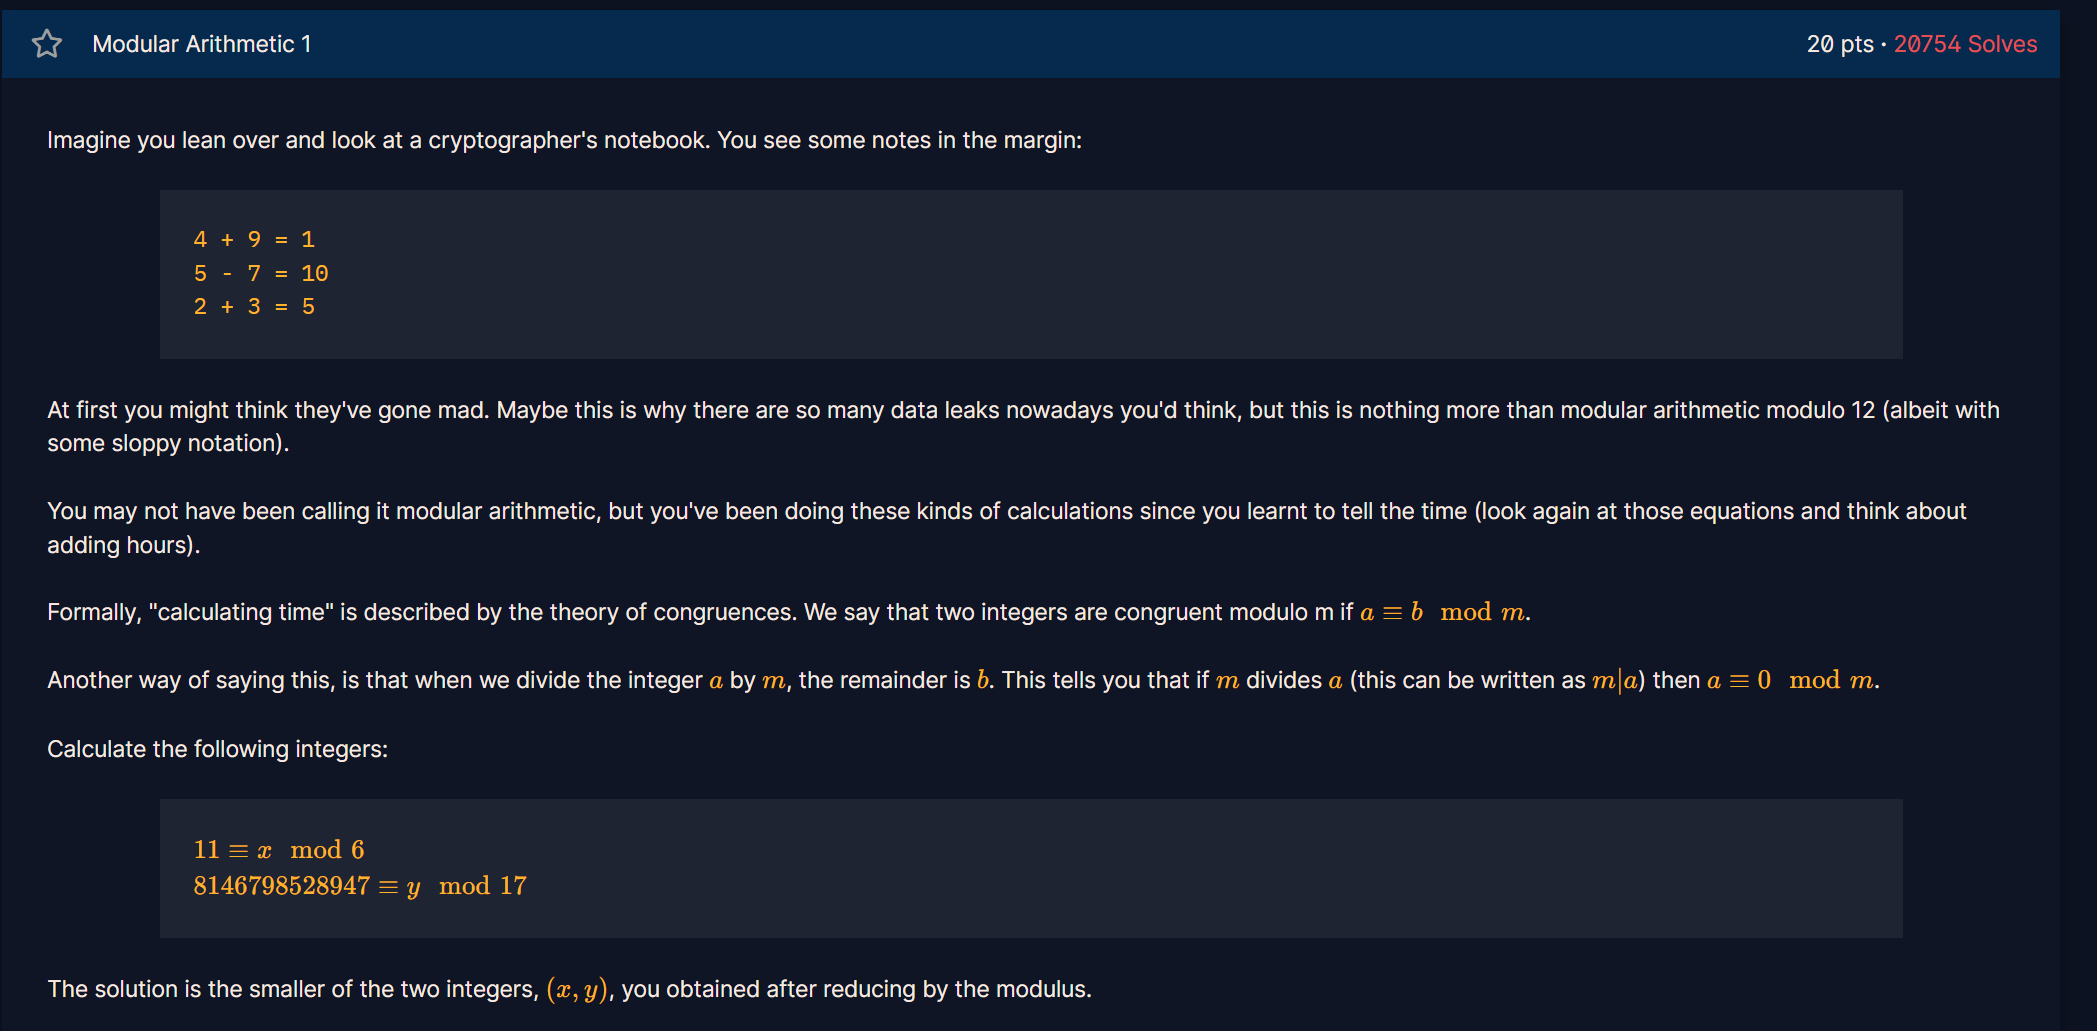 Modular Arithmetic 1
20 pts · 20754 Solves
Imagine you lean over and look at a cryptographer's notebook. You see some notes in the margin:
4 + 9 = 1
5 - 7 = 10
2 + 3 = 5
At first you might think they've gone mad. Maybe this is why there are so many data leaks nowadays you'd think, but this is nothing more than modular arithmetic modulo 12 (albeit with
some sloppy notation).
You may not have been calling it modular arithmetic, but you've been doing these kinds of calculations since you learnt to tell the time (look again at those equations and think about
adding hours).
Formally, "calculating time" is described by the theory of congruences. We say that two integers are congruent modulo m if a ≡ b mod m.
Another way of saying this, is that when we divide the integer a by m, the remainder is b. This tells you that if m divides a (this can be written as m|a) then a ≡ 0 mod m.
Calculate the following integers:
11 ≡ x mod 6
8146798528947 ≡ y mod 17
The solution is the smaller of the two integers, (x, y), you obtained after reducing by the modulus.